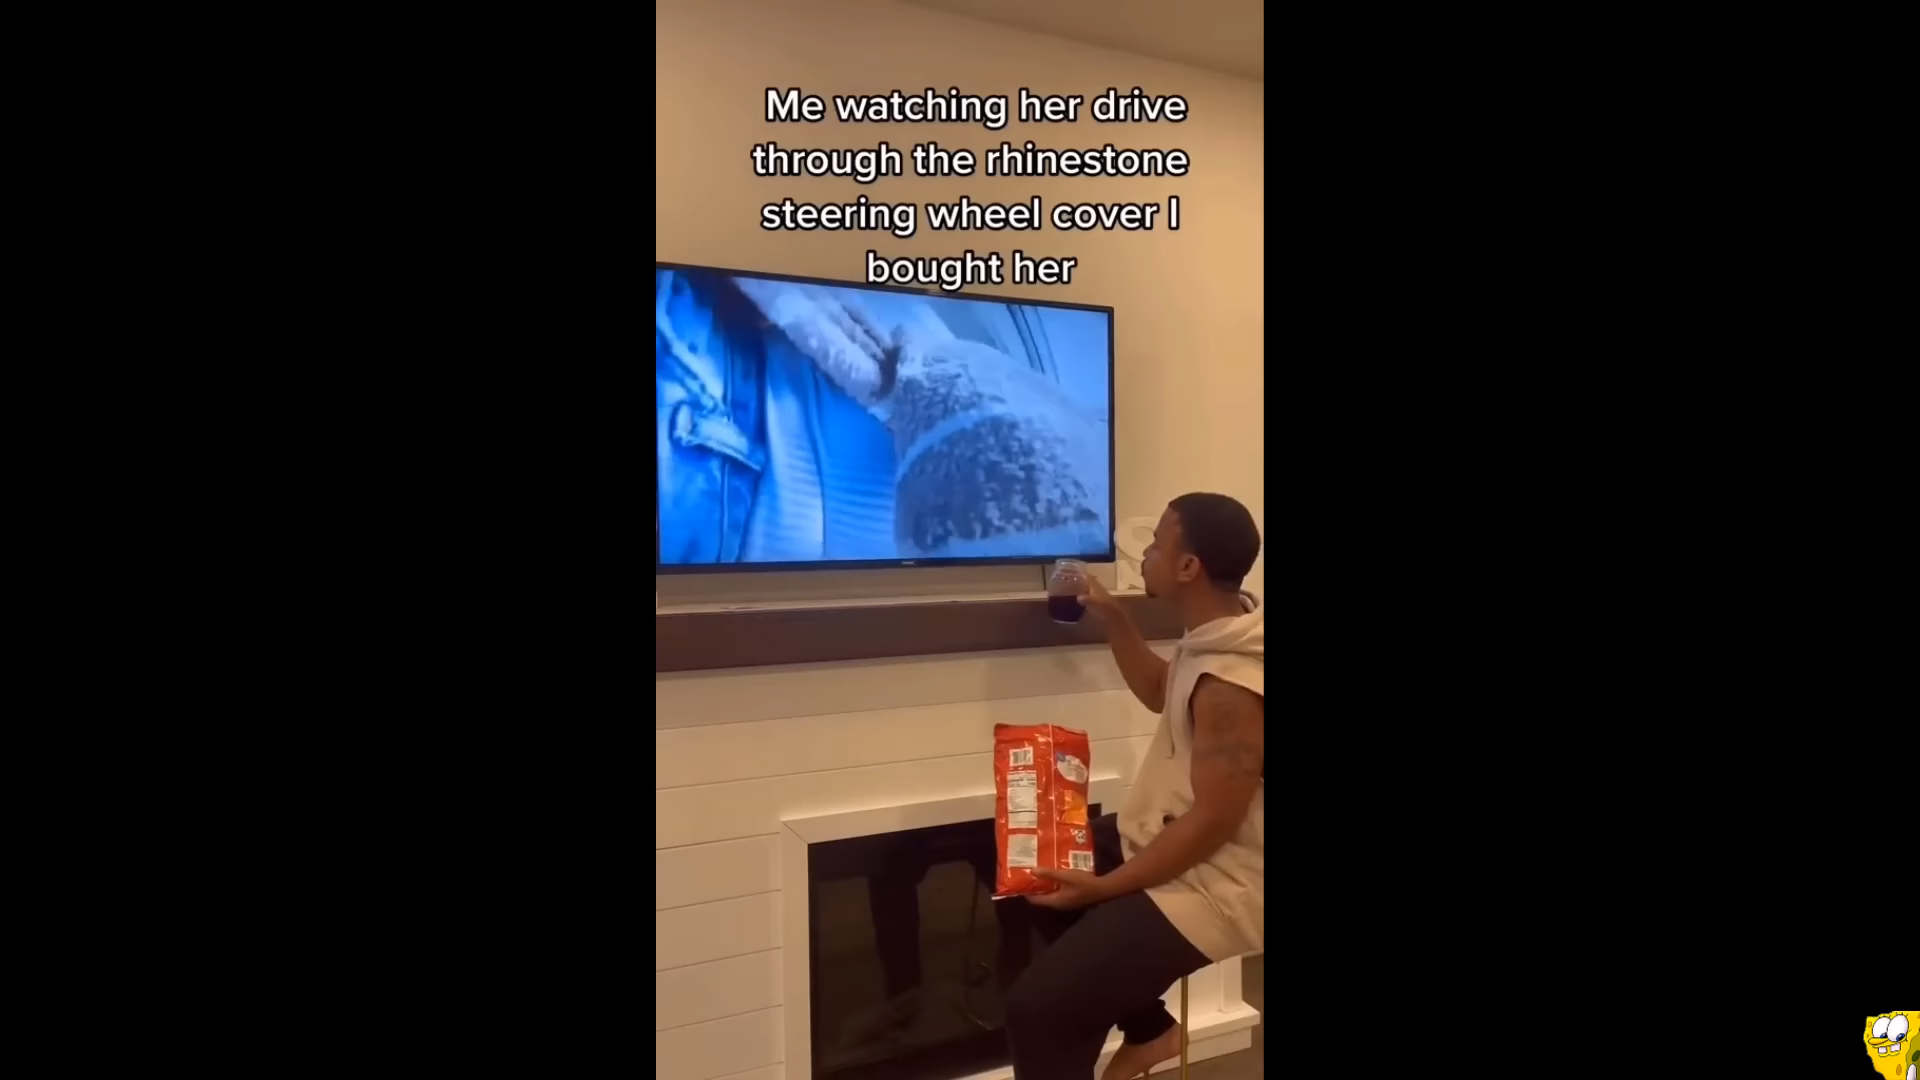 Me watching her drive
through the rhinestone
steering wheel cover I
bought her